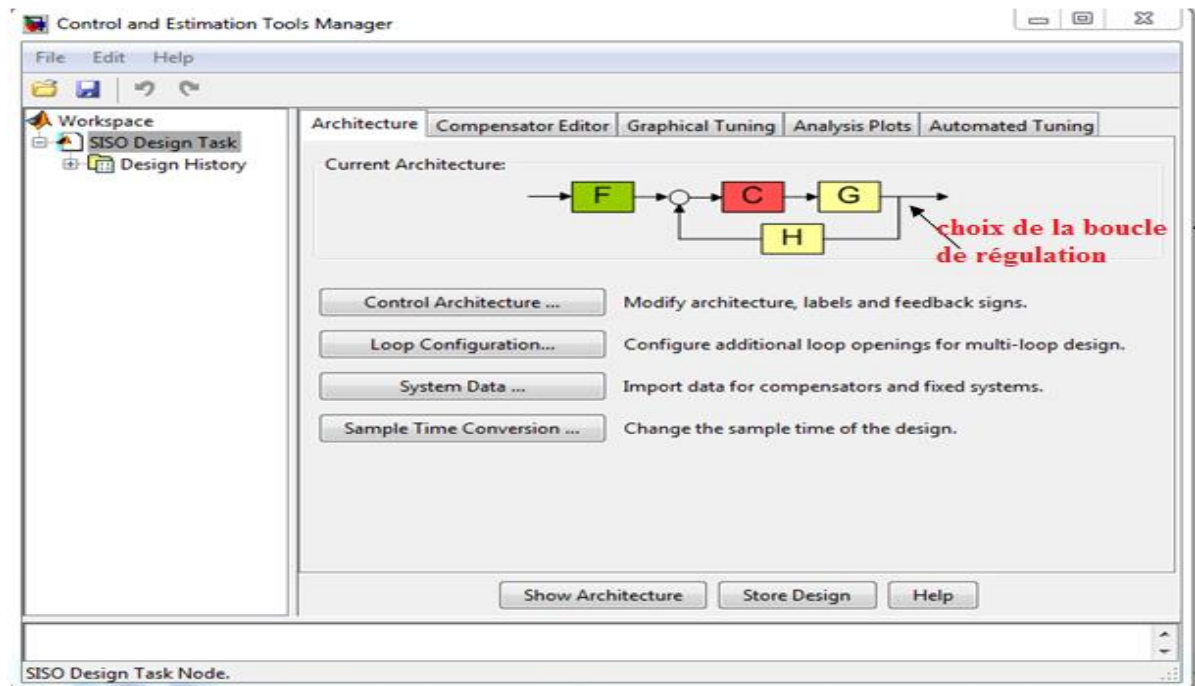 Control and Estimation Tools Manager
File Edit Help
Workspace
SISO Design Task
Design History
Architecture Compensator Editor Graphical Tuning Analysis Plots Automated Tuning
Current Architecture:
F C G
H
choix de la boucle
de régulation
Control Architecture ... Modify architecture, labels and feedback signs.
Loop Configuration... Configure additional loop openings for multi-loop design.
System Data ... Import data for compensators and fixed systems.
Sample Time Conversion ... Change the sample time of the design.
Show Architecture Store Design Help
SISO Design Task Node.